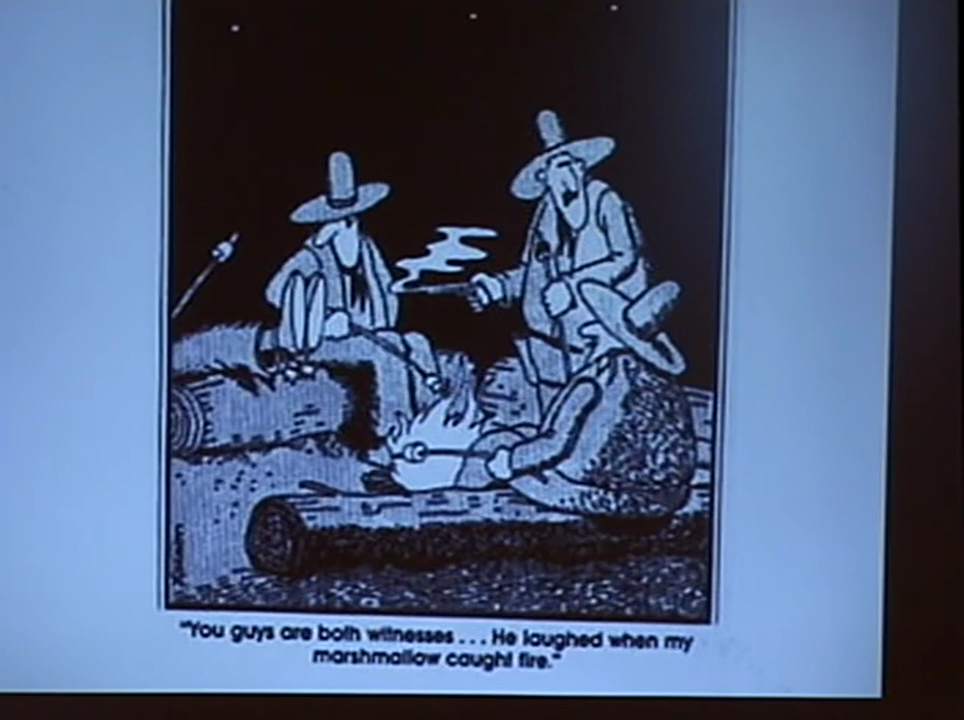 "You guys are both witnesses . . . He laughed when my
marshmallow caught fire."